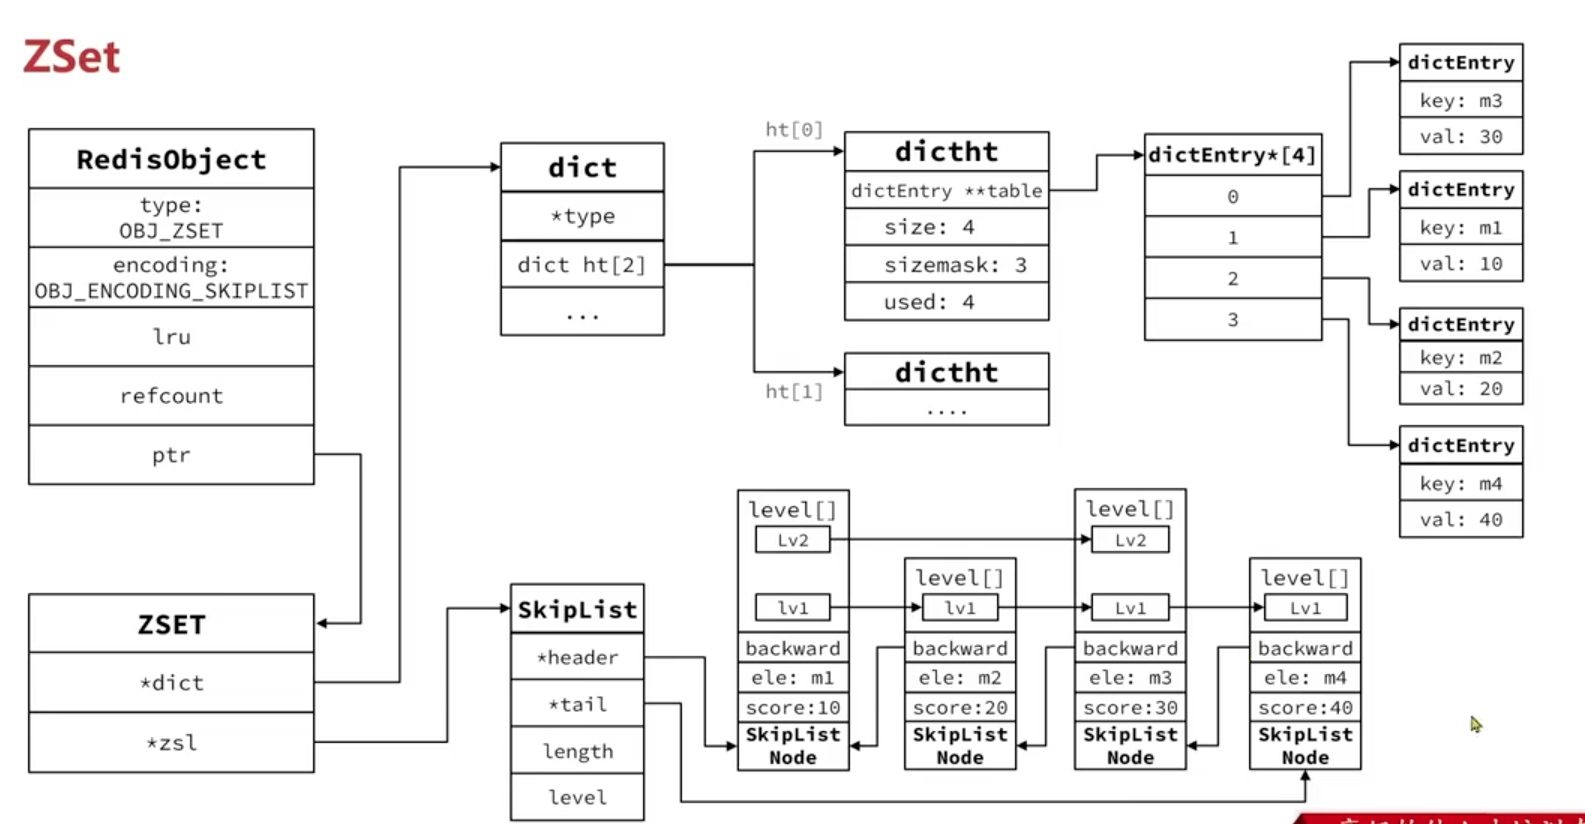 ZSet
RedisObject
type:
OBJ_ZSET
encoding:
OBJ_ENCODING_SKIPLIST
lru
refcount
ptr
ZSET
*dict
*zsl
dict
*type
dict ht[2]
...
ht[0]
dictht
dictEntry **table
size: 4
sizemask: 3
used: 4
ht[1]
dictht
....
dictEntry*[4]
0
1
2
3
dictEntry
key: m3
val: 30
dictEntry
key: m1
val: 10
dictEntry
key: m2
val: 20
dictEntry
key: m4
val: 40
SkipList
*header
*tail
length
level
level[]
Lv2
lv1
backward
ele: m1
score:10
SkipList
Node
level[]
lv1
backward
ele: m2
score:20
SkipList
Node
level[]
Lv2
Lv1
backward
ele: m3
score:30
SkipList
Node
level[]
Lv1
backward
ele: m4
score:40
SkipList
Node